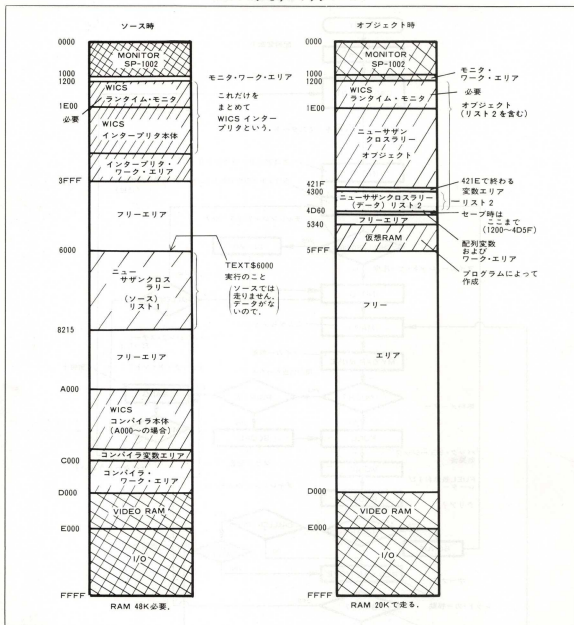 ソース時
0000
MONITOR
SP-1002
1000
1200
モニタ・ワーク・エリア
WICS
ランタイム・モニタ
1E00
必要
WICS
インタープリタ本体
これだけを
まとめて
WICS インター
プリタという.
インタープリタ・
ワーク・エリア
3FFF
フリーエリア
6000
TEXT$6000
実行のこと
ソースでは
走りません.
データがな
いので.
ニュー
サザンクロス
ラリー
(ソース)
リスト1
8215
フリーエリア
A000
WICS
コンパイラ本体
(A000〜の場合)
コンパイラ変数エリア
C000
コンパイラ・
ワーク・エリア
D000
VIDEO RAM
E000
I/O
FFFF
RAM 48K必要.
オブジェクト時
0000
MONITOR
SP-1002
1000
1200
モニタ・
ワーク・エリア
WICS
ランタイム・モニタ
必要
1E00
オブジェクト
(リスト2を含む)
ニューサザン
クロスラリー
オブジェクト
421F
421Eで終わる
4300
変数エリア
ニューサザンクロスラリー
(データ) リスト2
リスト2
4D60
セーブ時は
ここまで
(1200〜4D5F)
フリーエリア
5340
配列変数
および
ワークエリア
仮想RAM
5FFF
プログラムによって
作成
フリー
エリア
D000
VIDEO RAM
E000
I/O
FFFF
RAM 20Kで走る.